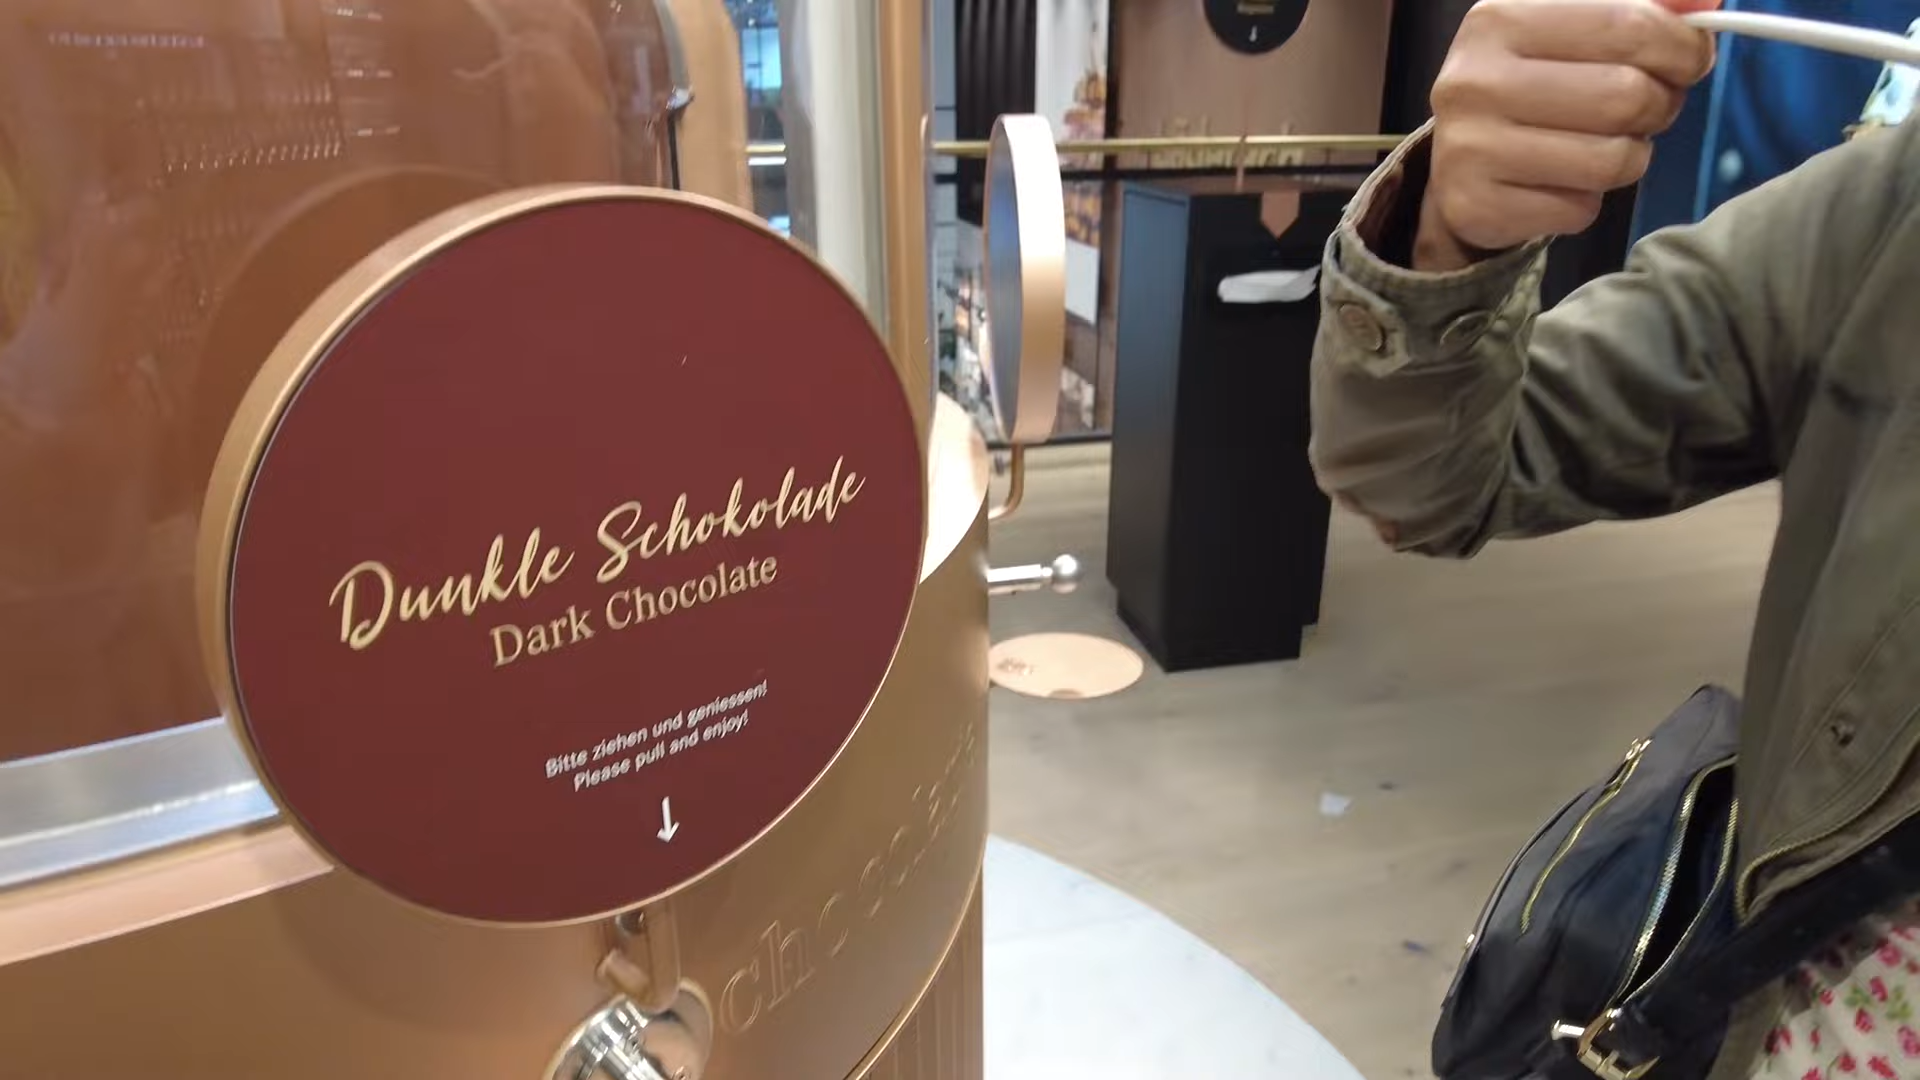 Dunkle Schokolade
Dark Chocolate
Bitte ziehen und geniessen!
Please pull and enjoy!